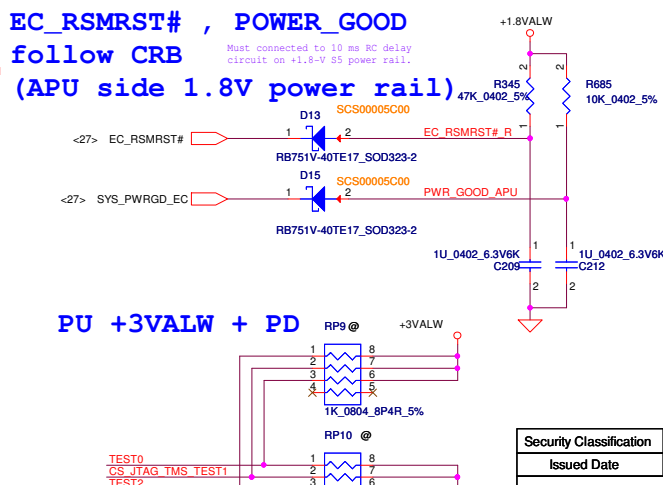 EC_RSMRST# , POWER_GOOD
follow CRB
Must connected to 10 ms RC delay
circuit on +1.8-V S5 power rail.
(APU side 1.8V power rail)
+1.8VALW
2
2
R345
47K_0402_5%
R685
10K_0402_5%
1
1
D13
SCS00005C00
<27> EC_RSMRST#
1
2
EC_RSMRST#_R
RB751V-40TE17_SOD323-2
D15
SCS00005C00
<27> SYS_PWRGD_EC
1
2
PWR_GOOD_APU
RB751V-40TE17_SOD323-2
1
1
1U_0402_6.3V6K
C209
1U_0402_6.3V6K
C212
2
2
PU +3VALW + PD
RP9 @
+3VALW
1 8
2 7
3 6
4 5
1K_0804_8P4R_5%
RP10 @
TEST0 1 8
CS_JTAG_TMS_TEST1 2 7
TEST2 3 6
Security Classification
Issued Date